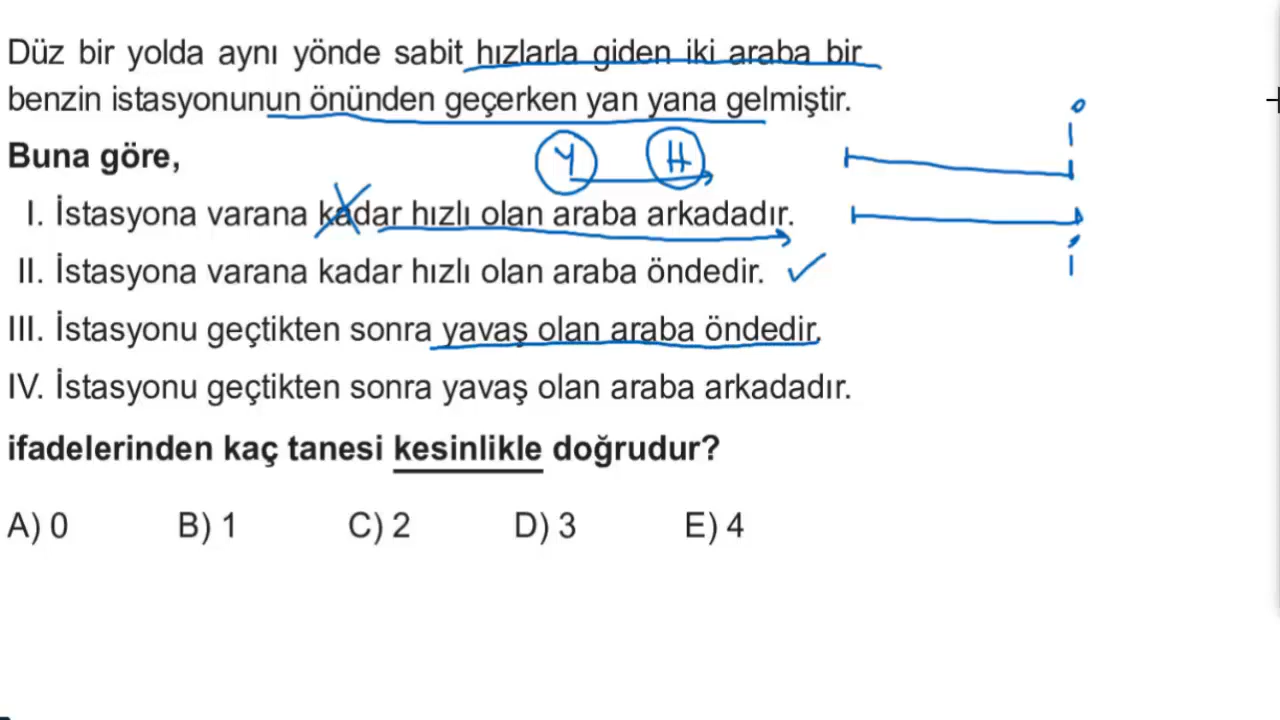 Düz bir yolda aynı yönde sabit hızlarla giden iki araba bir
benzin istasyonunun önünden geçerken yan yana gelmiştir.
Buna göre,
Y H
I. İstasyona varana kadar hızlı olan araba arkadadır.
II. İstasyona varana kadar hızlı olan araba öndedir.
III. İstasyonu geçtikten sonra yavaş olan araba öndedir.
IV. İstasyonu geçtikten sonra yavaş olan araba arkadadır.
ifadelerinden kaç tanesi kesinlikle doğrudur?
A) 0 B) 1 C) 2 D) 3 E) 4